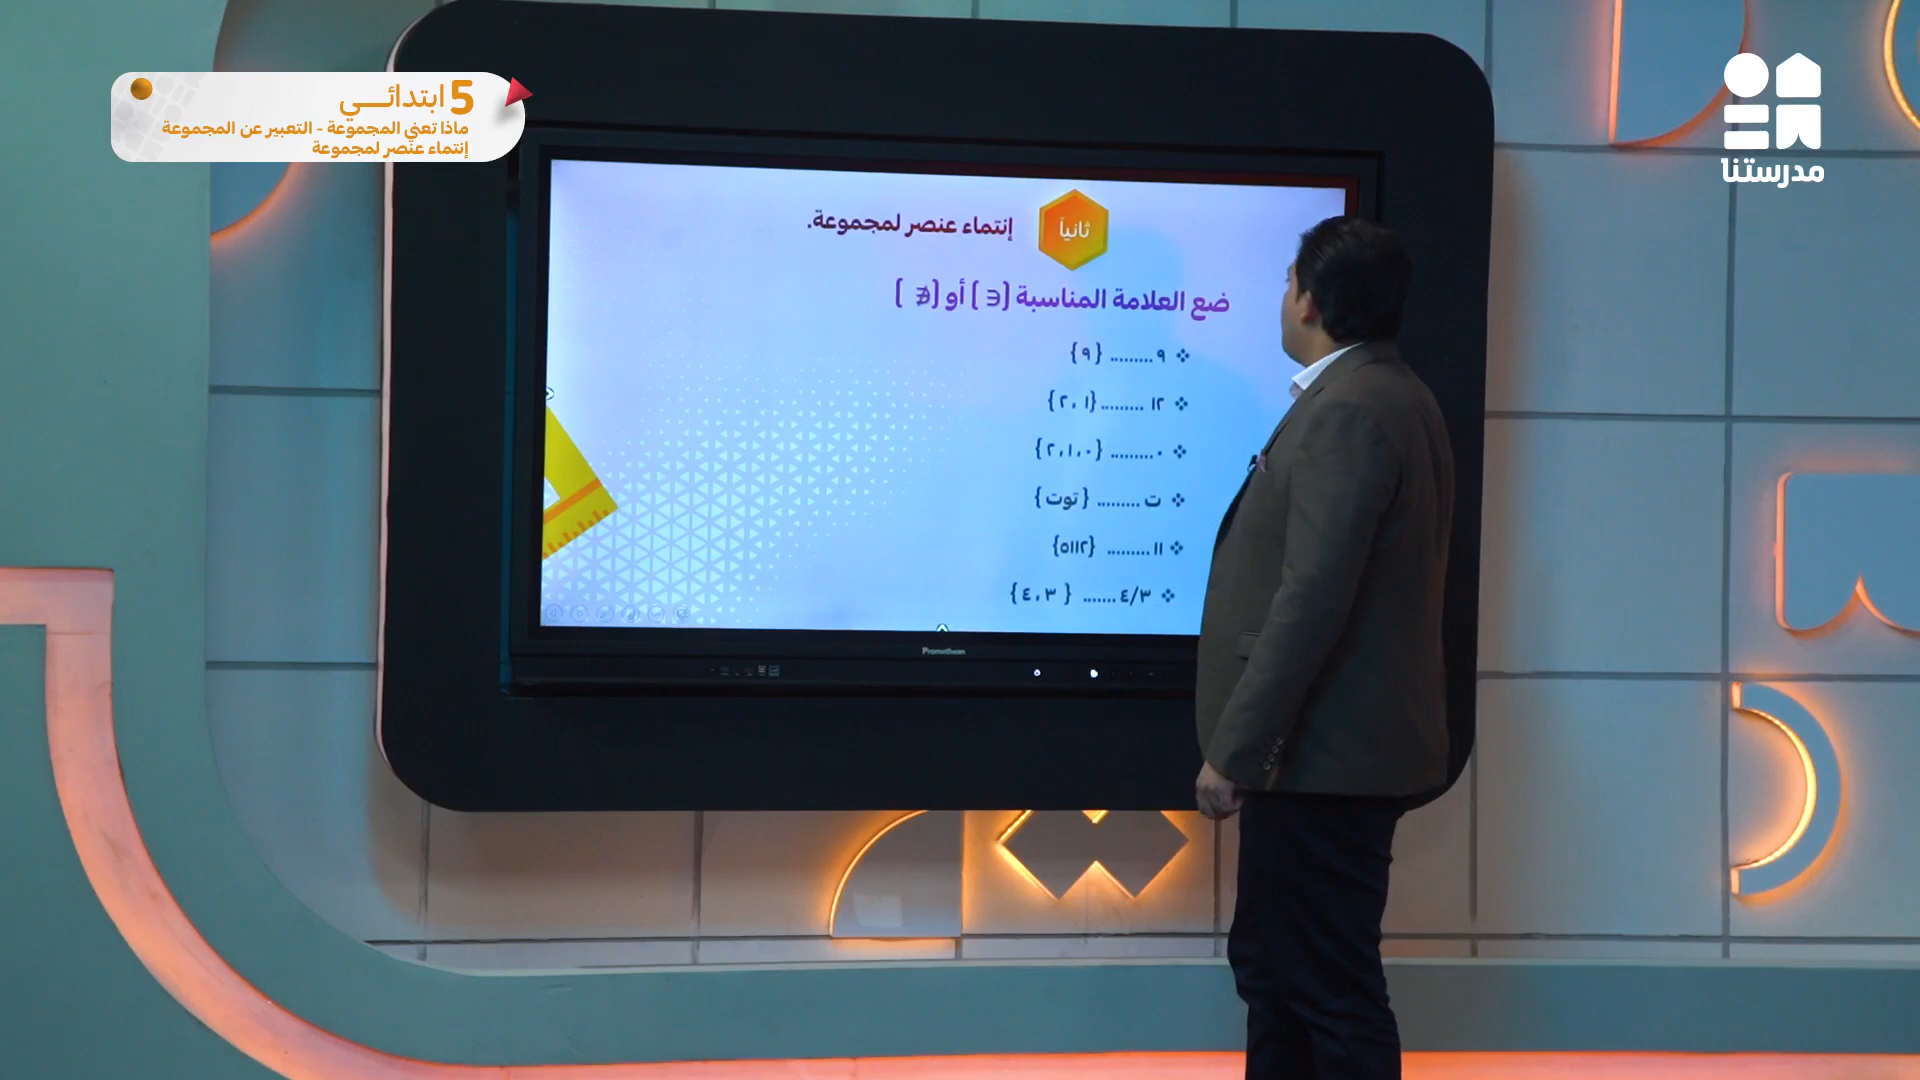 5 ابتدائــــي
ماذا تعني المجموعة - التعبير عن المجموعة
إنتماء عنصر لمجموعة
مدرستنا
ثانياً
إنتماء عنصر لمجموعة.
ضع العلامة المناسبة (∋) أو (∌)
❖ ٩ ......... {٩}
❖ ١٢ ......... {١ ، ٢}
❖ ٠ ......... {٠،١،٢}
❖ ت ......... {توت}
❖ ١١ ......... {٥١١٢}
❖ ٤/٣ ....... {٣ ، ٤}
Promethean